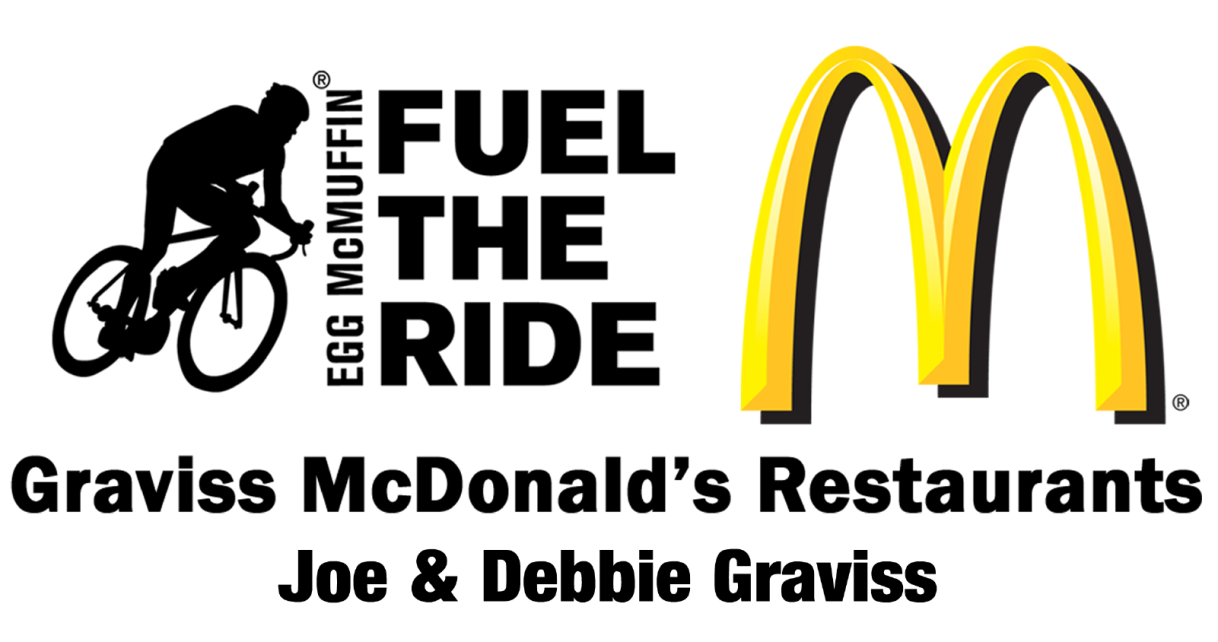 EGG McMUFFIN®
FUEL
THE
RIDE
®
Graviss McDonald’s Restaurants
Joe & Debbie Graviss